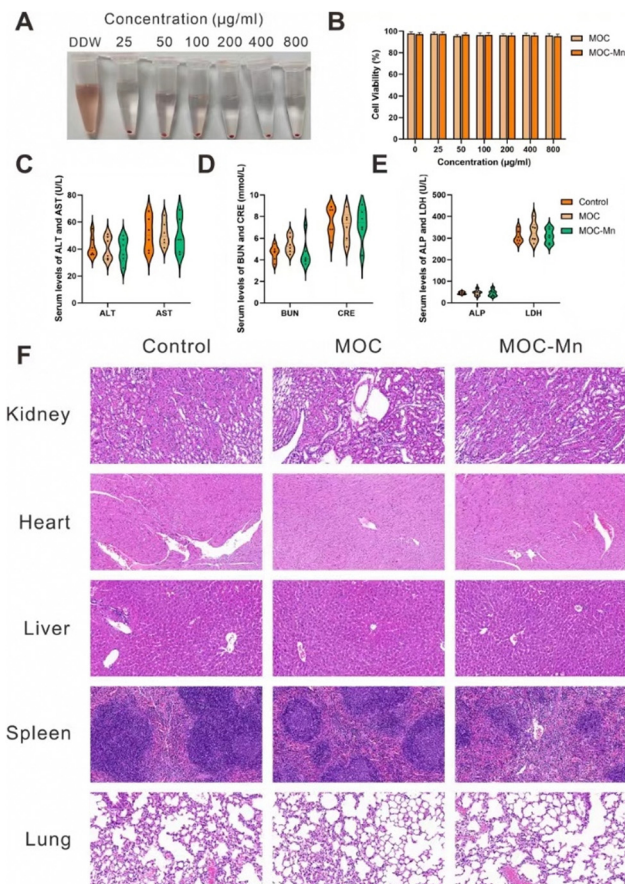 A
Concentration (μg/ml)
DDW 25 50 100 200 400 800
B
Cell Viability (%)
100
80
60
40
20
0
0 25 50 100 200 400 800
Concentration (μg/ml)
MOC
MOC-Mn
C
Serum levels of ALT and AST (U/L)
80
60
40
20
0
ALT AST
D
Serum levels of BUN and CRE (mmol/L)
10
8
6
4
2
0
BUN CRE
E
Serum levels of ALP and LDH (U/L)
500
400
300
200
100
0
ALP LDH
Control
MOC
MOC-Mn
F
Control MOC MOC-Mn
Kidney
Heart
Liver
Spleen
Lung